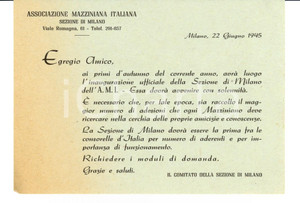 ASSOCIAZIONE MAZZINIANA ITALIANA
SEZIONE DI MILANO
Viale Romagna, Telef.
Milano, 22 Giugno 1945
Egregio Amico,
ai primi d'autunno del corrente anno, avrà luogo
l'inaugurazione ufficiale della Sezione di Milano
dell'A.M.I. - Essa dovrà avvenire con solennità.
È necessario che, per tale epoca, sia raccolto il mag-
gior numero di adesioni che ogni Mazziniano deve
ricercare nella cerchia delle proprie amicizie e conoscenze.
La Sezione di Milano dovrà essere la prima fra le
consorelle d'Italia per numero di aderenti e per im-
portanza di funzionamento.
Richiedere i moduli di domanda.
Grazie e saluti.
IL COMITATO DELLA SEZIONE DI MILANO